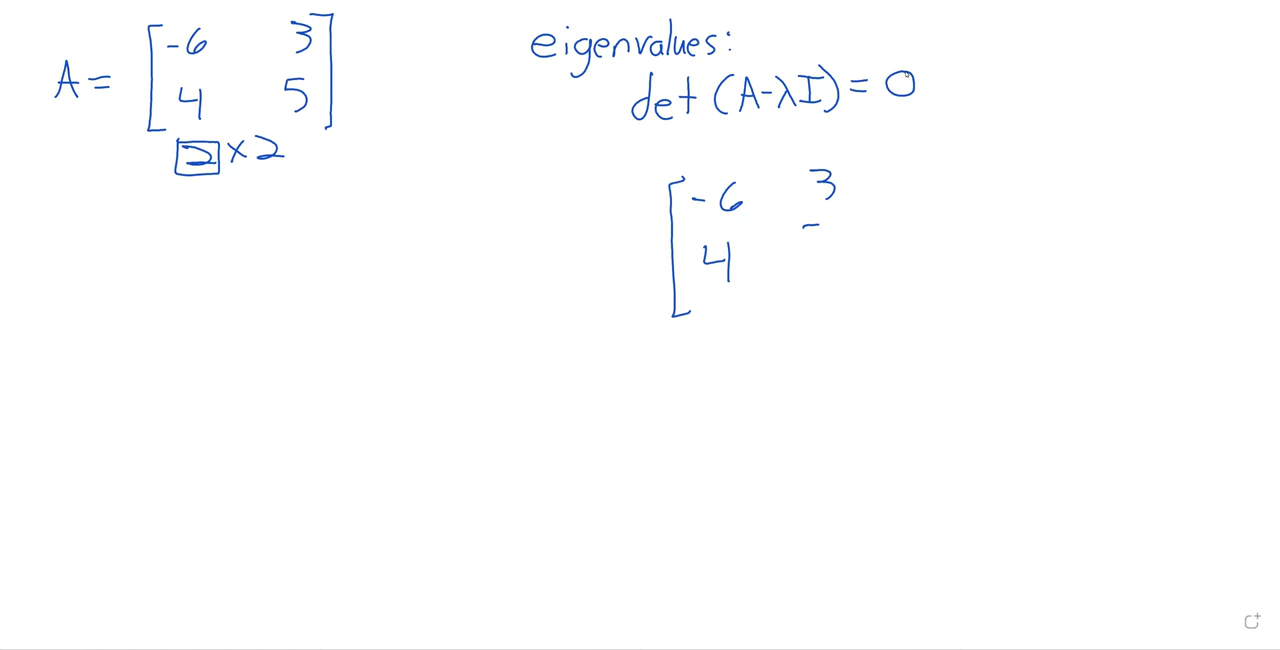 A = [ -6 3
4 5 ]
2 × 2
eigenvalues:
det (A-λI) = 0
[ -6 3
4 -